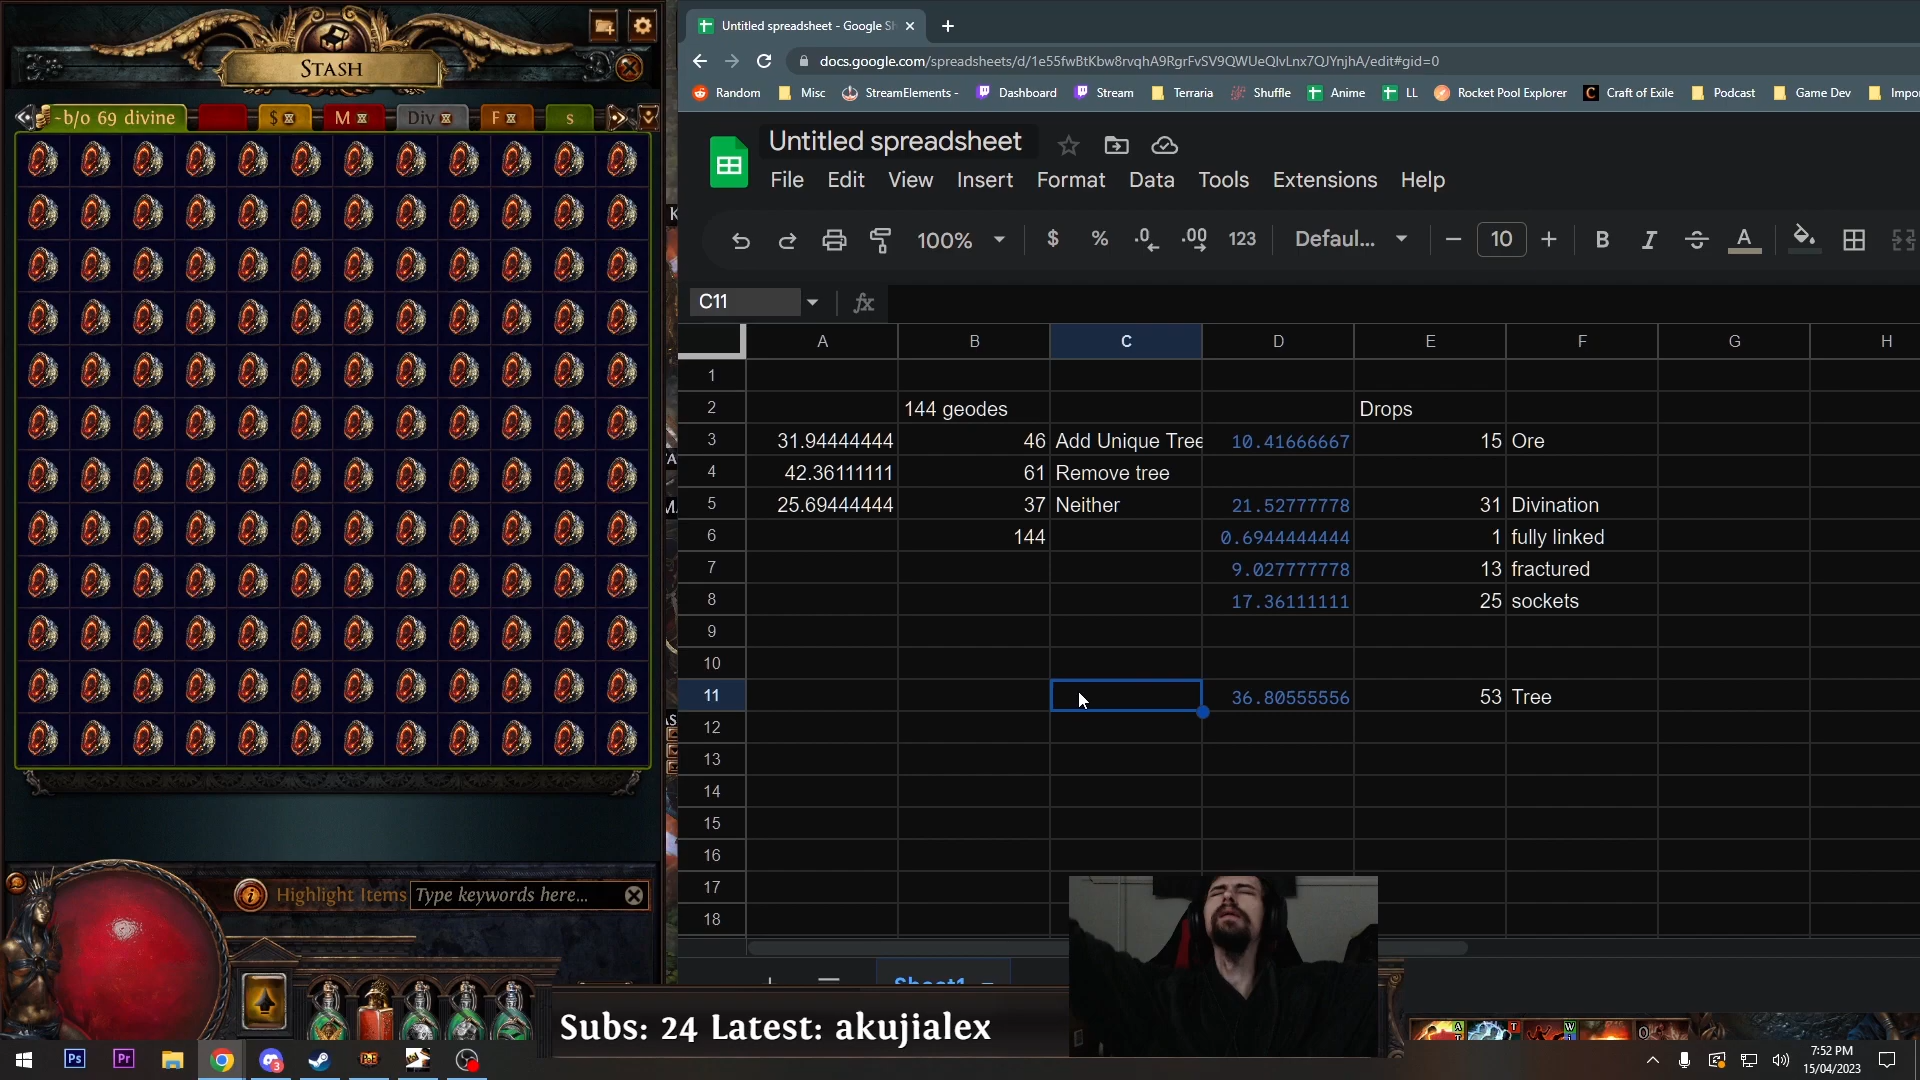 STASH
~b/o 69 divine
$
M
Div
F
s
Highlight Items
Type keywords here...
Untitled spreadsheet - Google Sh
docs.google.com/spreadsheets/d/1e55fwBtKbw8rvqhA9RgrFvSV9QWUeQlvLnx7QJYnjhA/edit#gid=0
Random Misc StreamElements - Dashboard Stream Terraria Shuffle Anime LL Rocket Pool Explorer Craft of Exile Podcast Game Dev Impor
Untitled spreadsheet
File Edit View Insert Format Data Tools Extensions Help
100% $ % .0 .00 123 Defaul... 10 B I S A
C11 fx
A B C D E F G H
1
2 144 geodes Drops
3 31.94444444 46 Add Unique Tree 10.41666667 15 Ore
4 42.36111111 61 Remove tree
5 25.69444444 37 Neither 21.52777778 31 Divination
6 144 0.6944444444 1 fully linked
7 9.027777778 13 fractured
8 17.36111111 25 sockets
9
10
11 36.80555556 53 Tree
12
13
14
15
16
17
18
Sheet1
Subs: 24 Latest: akujialex
A T W
Ps Pr 3 PoE
7:52 PM
15/04/2023